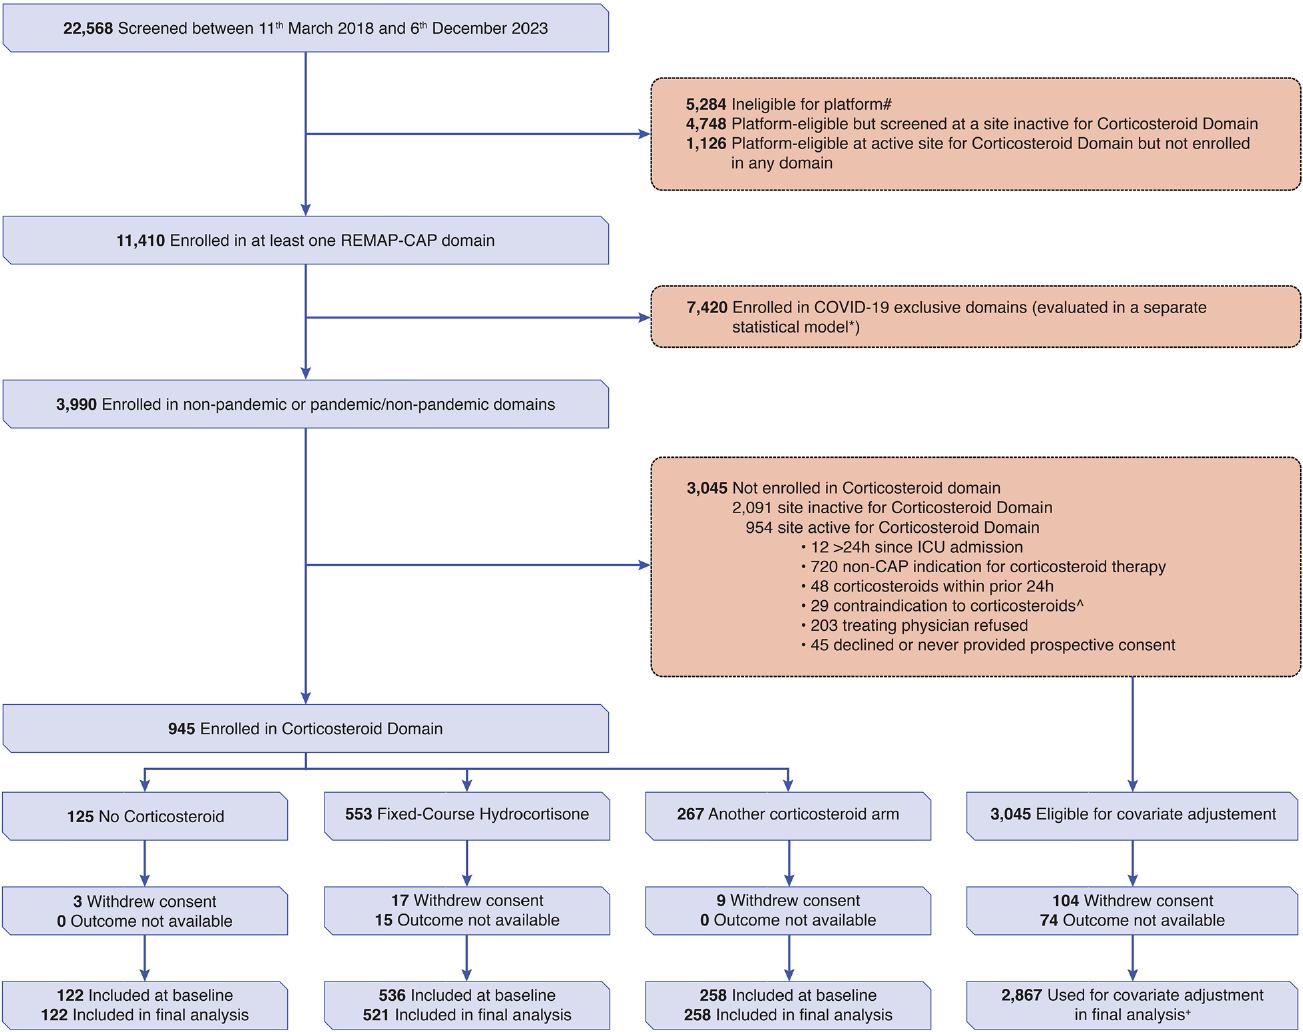 22,568 Screened between 11th March 2018 and 6th December 2023
5,284 Ineligible for platform#
4,748 Platform-eligible but screened at a site inactive for Corticosteroid Domain
1,126 Platform-eligible at active site for Corticosteroid Domain but not enrolled
in any domain
11,410 Enrolled in at least one REMAP-CAP domain
7,420 Enrolled in COVID-19 exclusive domains (evaluated in a separate
statistical model*)
3,990 Enrolled in non-pandemic or pandemic/non-pandemic domains
3,045 Not enrolled in Corticosteroid domain
2,091 site inactive for Corticosteroid Domain
954 site active for Corticosteroid Domain
• 12 >24h since ICU admission
• 720 non-CAP indication for corticosteroid therapy
• 48 corticosteroids within prior 24h
• 29 contraindication to corticosteroids^
• 203 treating physician refused
• 45 declined or never provided prospective consent
945 Enrolled in Corticosteroid Domain
125 No Corticosteroid
553 Fixed-Course Hydrocortisone
267 Another corticosteroid arm
3,045 Eligible for covariate adjustement
3 Withdrew consent
0 Outcome not available
17 Withdrew consent
15 Outcome not available
9 Withdrew consent
0 Outcome not available
104 Withdrew consent
74 Outcome not available
122 Included at baseline
122 Included in final analysis
536 Included at baseline
521 Included in final analysis
258 Included at baseline
258 Included in final analysis
2,867 Used for covariate adjustment
in final analysis+